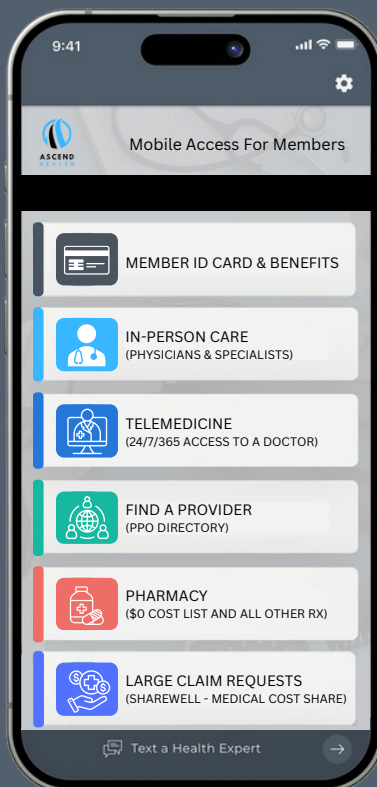 9:41
ASCEND
HEALTH
Mobile Access For Members
MEMBER ID CARD & BENEFITS
IN-PERSON CARE
(PHYSICIANS & SPECIALISTS)
TELEMEDICINE
(24/7/365 ACCESS TO A DOCTOR)
FIND A PROVIDER
(PPO DIRECTORY)
PHARMACY
($0 COST LIST AND ALL OTHER RX)
LARGE CLAIM REQUESTS
(SHAREWELL - MEDICAL COST SHARE)
Text a Health Expert